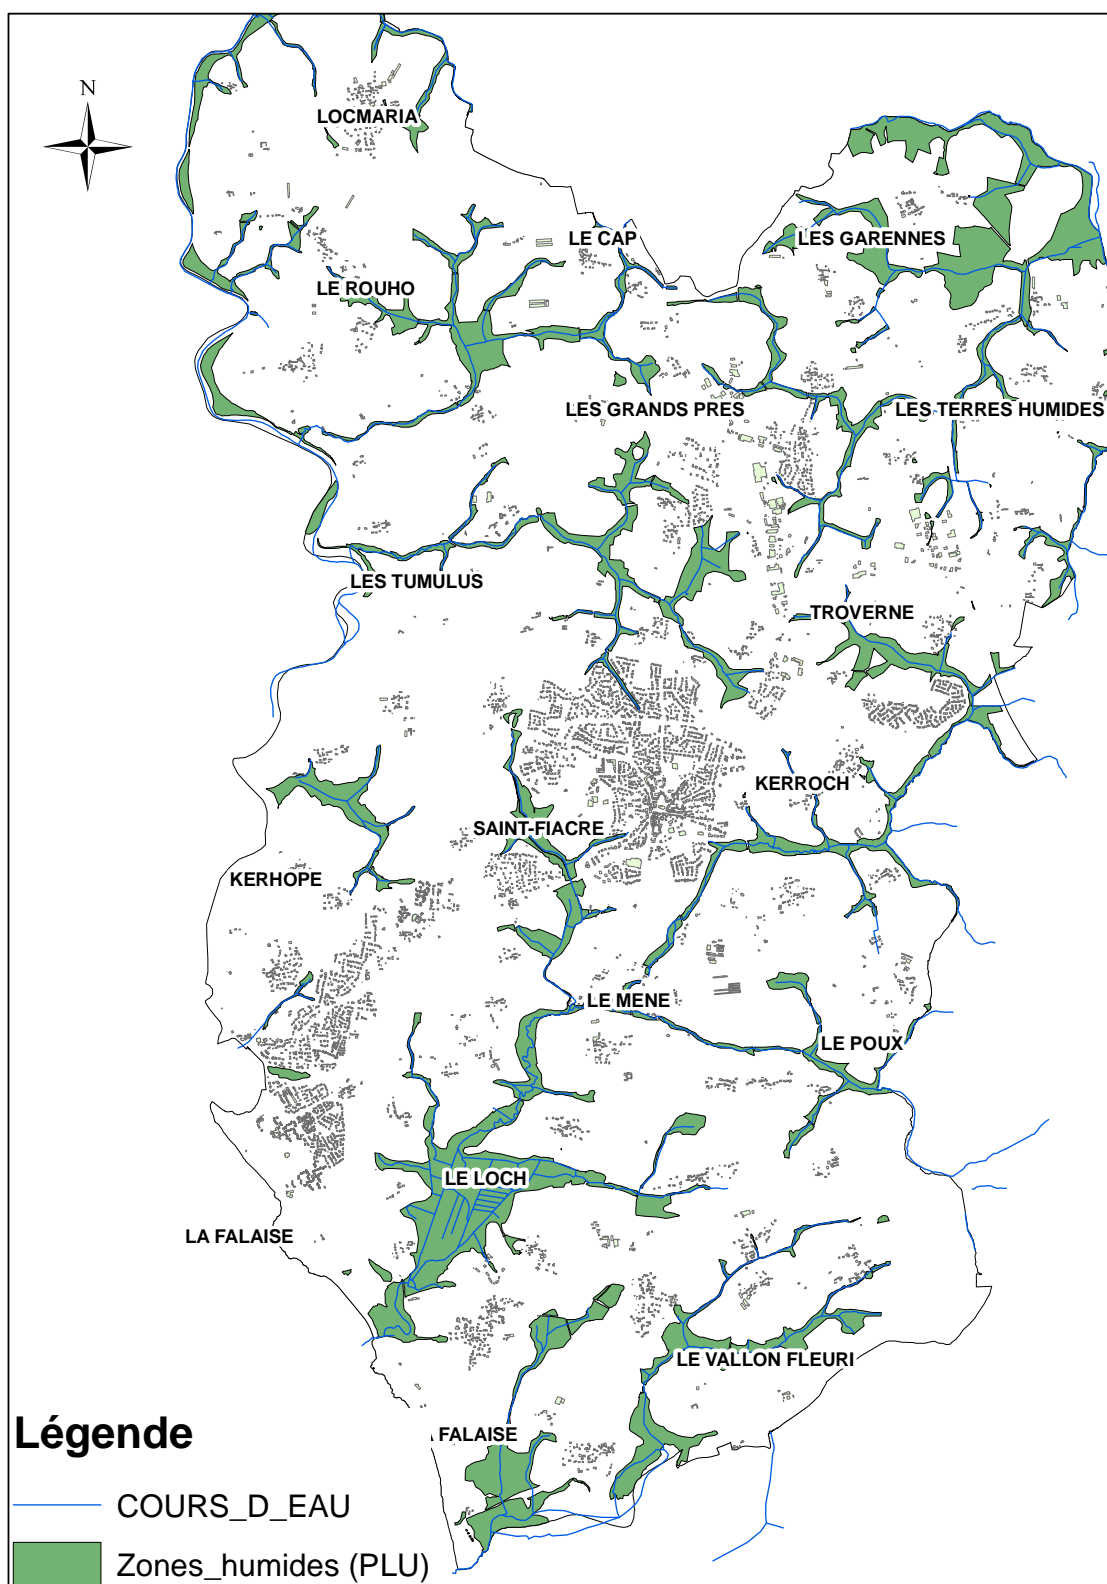 N
LOCMARIA
LE CAP
LES GARENNES
LE ROUHO
LES GRANDS PRES
LES TERRES HUMIDES
LES TUMULUS
TROVERNE
KERROCH
SAINT-FIACRE
KERHOPE
LE MENE
LE POUX
LE LOCH
LA FALAISE
LE VALLON FLEURI
FALAISE
Légende
COURS_D_EAU
Zones_humides (PLU)